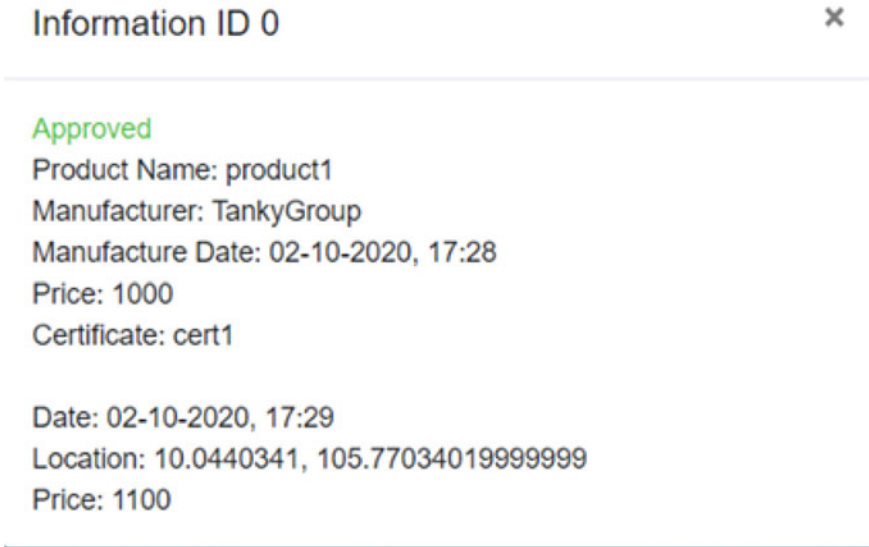 Information ID 0
×
Approved
Product Name: product1
Manufacturer: TankyGroup
Manufacture Date: 02-10-2020, 17:28
Price: 1000
Certificate: cert1
Date: 02-10-2020, 17:29
Location: 10.0440341, 105.77034019999999
Price: 1100